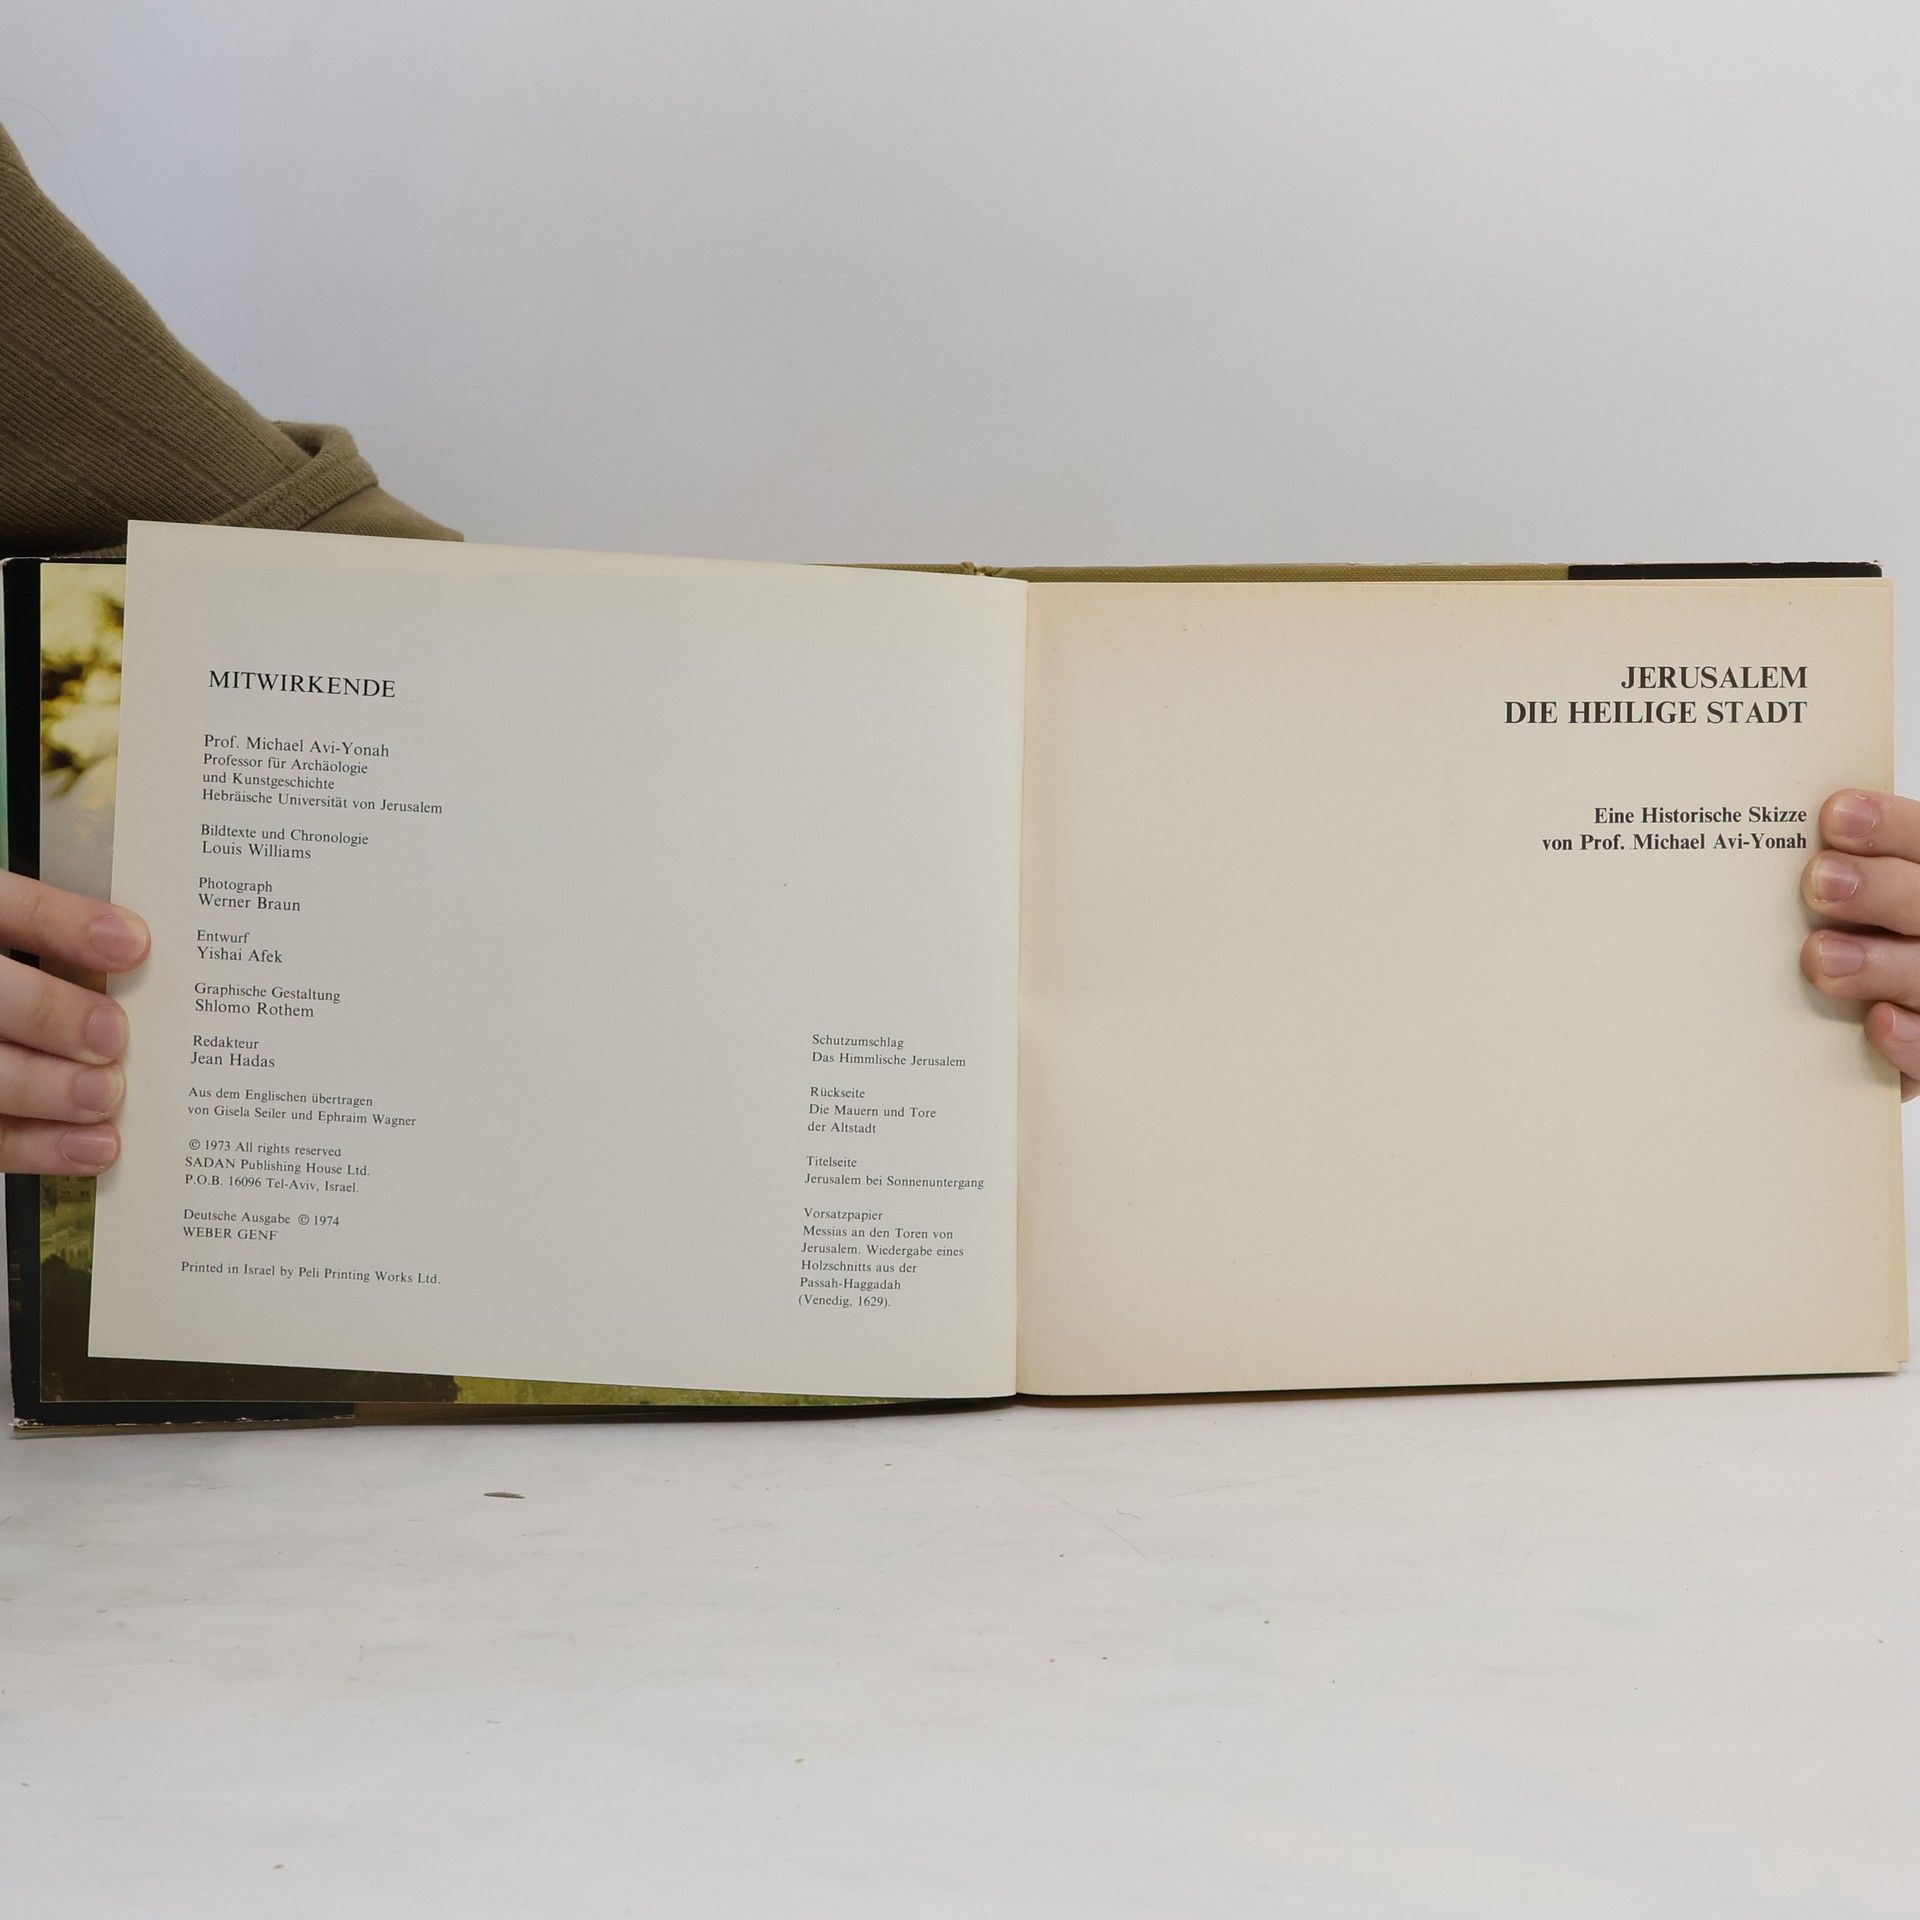 MITWIRKENDE
Prof. Michael Avi-Yonah
Professor für Archäologie
und Kunstgeschichte
Hebräische Universität von Jerusalem
Bildtexte und Chronologie
Louis Williams
Photograph
Werner Braun
Entwurf
Yishai Afek
Graphische Gestaltung
Shlomo Rothem
Redakteur
Jean Hadas
Aus dem Englischen übertragen
von Gisela Seiler und Ephraim Wagner
© 1973 All rights reserved
SADAN Publishing House Ltd.
P.O.B. 16096 Tel-Aviv, Israel.
Deutsche Ausgabe © 1974
WEBER GENF
Printed in Israel by Peli Printing Works Ltd.
Schutzumschlag
Das Himmlische Jerusalem
Rückseite
Die Mauern und Tore
der Altstadt
Titelseite
Jerusalem bei Sonnenuntergang
Vorsatzpapier
Messias an den Toren von
Jerusalem. Wiedergabe eines
Holzschnitts aus der
Passah-Haggadah
(Venedig, 1629).
JERUSALEM
DIE HEILIGE STADT
Eine Historische Skizze
von Prof. Michael Avi-Yonah